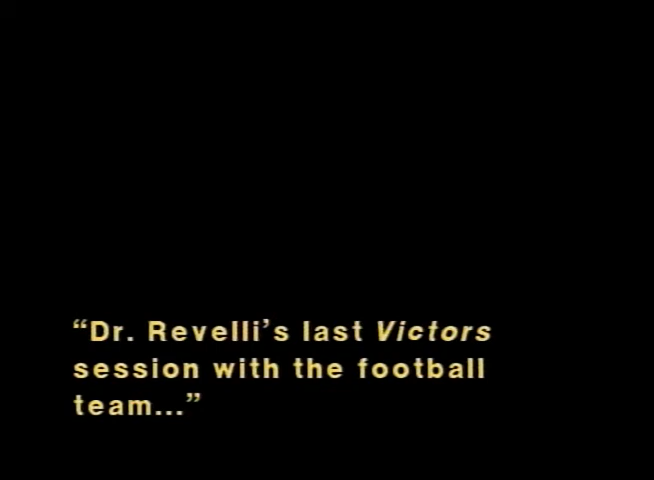 “Dr. Revelli’s last Victors
session with the football
team...”